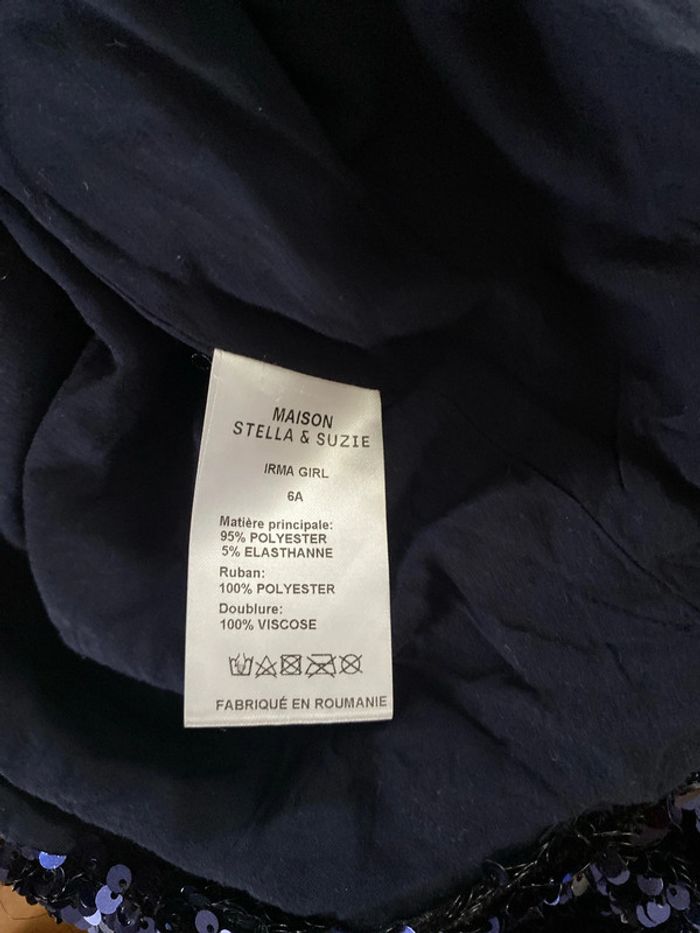 MAISON
STELLA & SUZIE
IRMA GIRL
6A
Matière principale:
95% POLYESTER
5% ELASTHANNE
Ruban:
100% POLYESTER
Doublure:
100% VISCOSE
FABRIQUÉ EN ROUMANIE